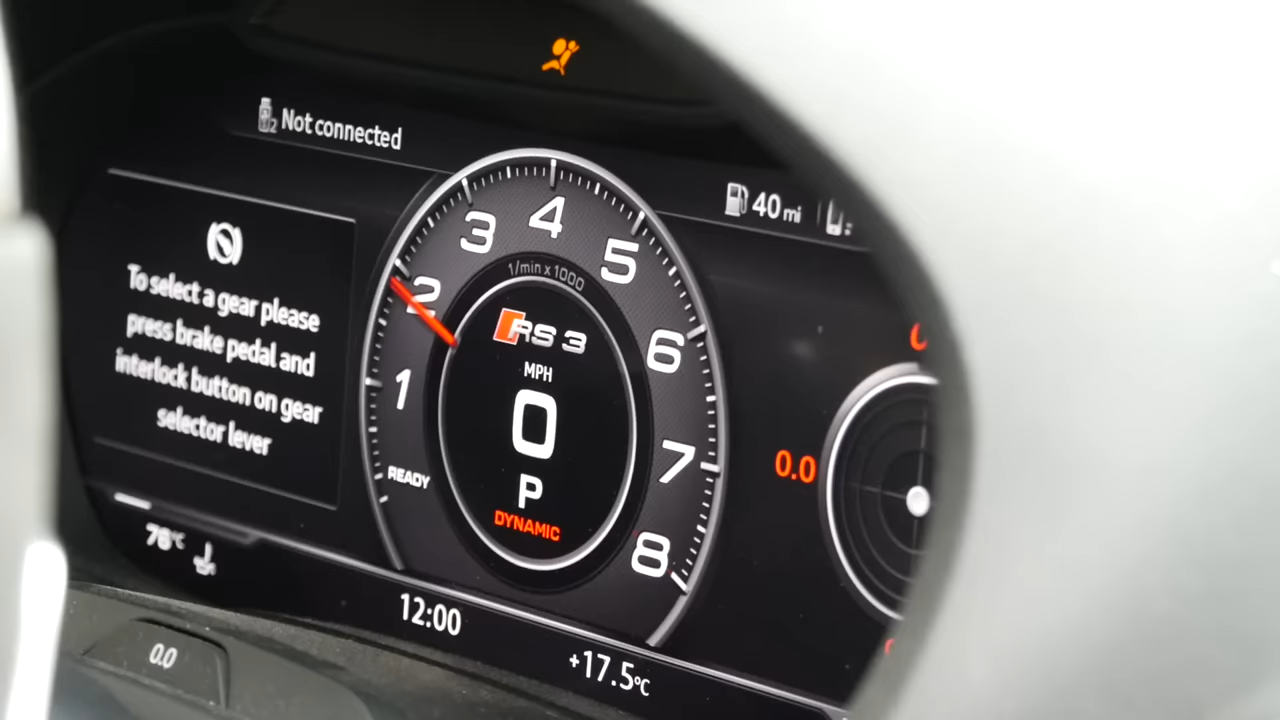 2 Not connected
40 mi
To select a gear please
press brake pedal and
interlock button on gear
selector lever
1
2
3
4
5
6
7
8
1/min x 1000
RS 3
MPH
0
P
DYNAMIC
READY
0.0
76°C
12:00
+17.5°C
0.0